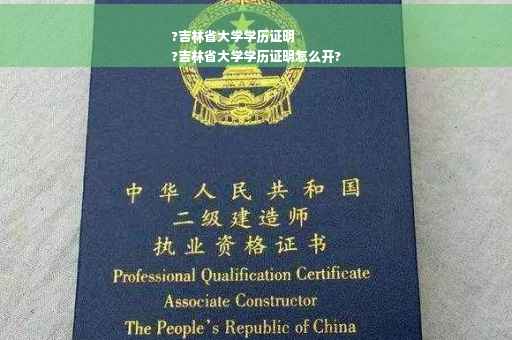 ?吉林省大学学历证明
?吉林省大学学历证明怎么开?
中华人民共和国
二级建造师
执业资格证书
Professional Qualification Certificate
Associate Constructor
The People's Republic of China